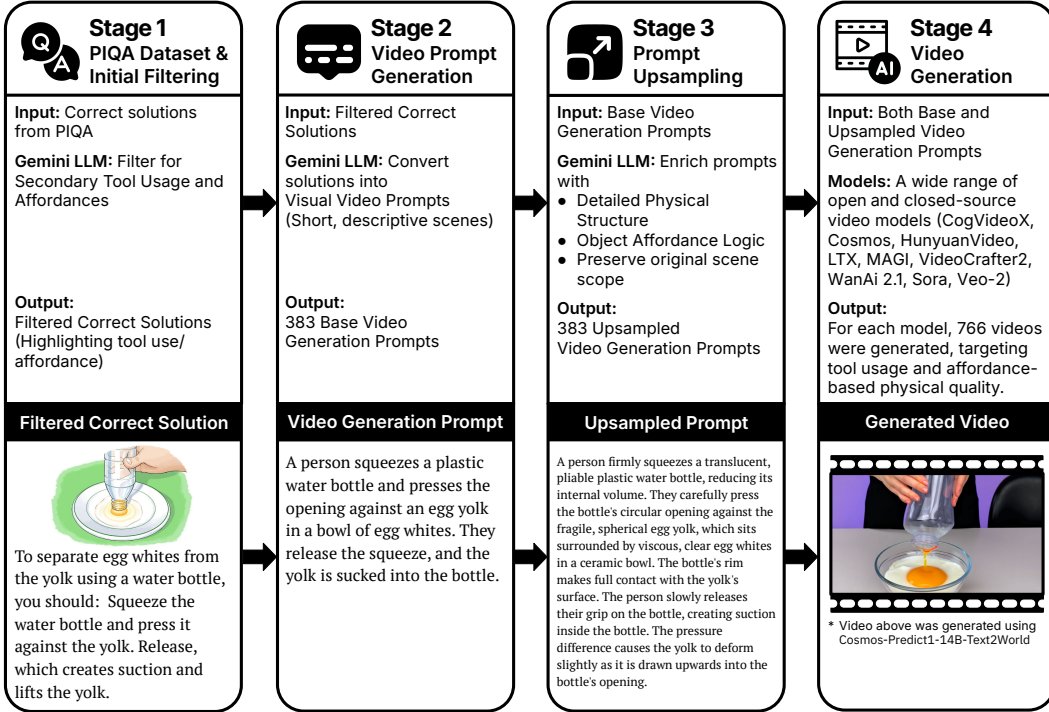 Q
A
Stage 1
PIQA Dataset &
Initial Filtering
Input: Correct solutions
from PIQA
Gemini LLM: Filter for
Secondary Tool Usage and
Affordances
Output:
Filtered Correct Solutions
(Highlighting tool use/
affordance)
Filtered Correct Solution
To separate egg whites from
the yolk using a water bottle,
you should: Squeeze the
water bottle and press it
against the yolk. Release,
which creates suction and
lifts the yolk.
Stage 2
Video Prompt
Generation
Input: Filtered Correct
Solutions
Gemini LLM: Convert
solutions into
Visual Video Prompts
(Short, descriptive scenes)
Output:
383 Base Video
Generation Prompts
Video Generation Prompt
A person squeezes a plastic
water bottle and presses the
opening against an egg yolk
in a bowl of egg whites. They
release the squeeze, and the
yolk is sucked into the bottle.
Stage 3
Prompt
Upsampling
Input: Base Video
Generation Prompts
Gemini LLM: Enrich prompts
with
● Detailed Physical
Structure
● Object Affordance Logic
● Preserve original scene
scope
Output:
383 Upsampled
Video Generation Prompts
Upsampled Prompt
A person firmly squeezes a translucent,
pliable plastic water bottle, reducing its
internal volume. They carefully press
the bottle's circular opening against the
fragile, spherical egg yolk, which sits
surrounded by viscous, clear egg whites
in a ceramic bowl. The bottle's rim
makes full contact with the yolk's
surface. The person slowly releases
their grip on the bottle, creating suction
inside the bottle. The pressure
difference causes the yolk to deform
slightly as it is drawn upwards into the
bottle's opening.
AI
Stage 4
Video
Generation
Input: Both Base and
Upsampled Video
Generation Prompts
Models: A wide range of
open and closed-source
video models (CogVideoX,
Cosmos, HunyuanVideo,
LTX, MAGI, VideoCrafter2,
WanAi 2.1, Sora, Veo-2)
Output:
For each model, 766 videos
were generated, targeting
tool usage and affordance-
based physical quality.
Generated Video
* Video above was generated using
Cosmos-Predict1-14B-Text2World